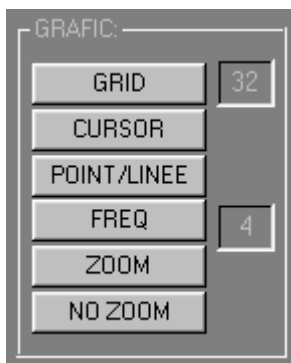 GRAFIC:
GRID 32
CURSOR
POINT/LINEE
FREQ 4
ZOOM
NO ZOOM